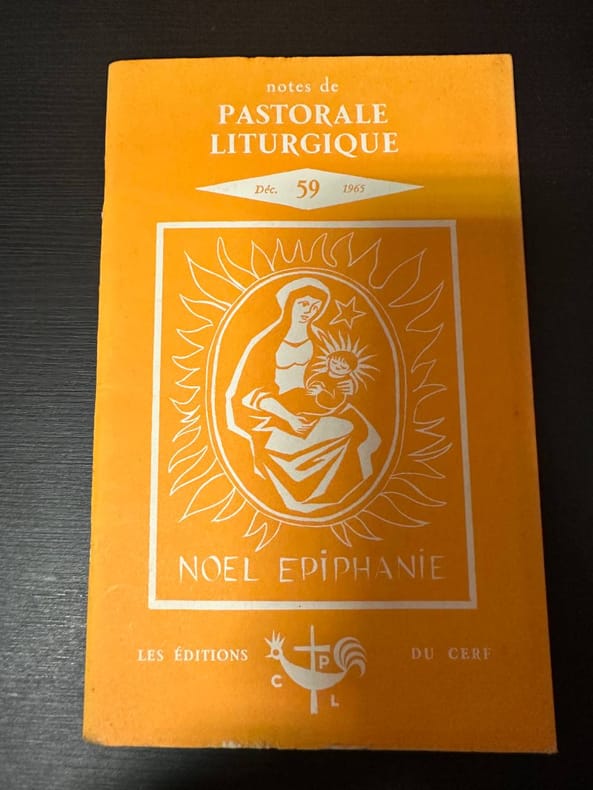 notes de
PASTORALE
LITURGIQUE
Déc. 59 1965
NOEL EPIPHANIE
LES ÉDITIONS DU CERF
C P L